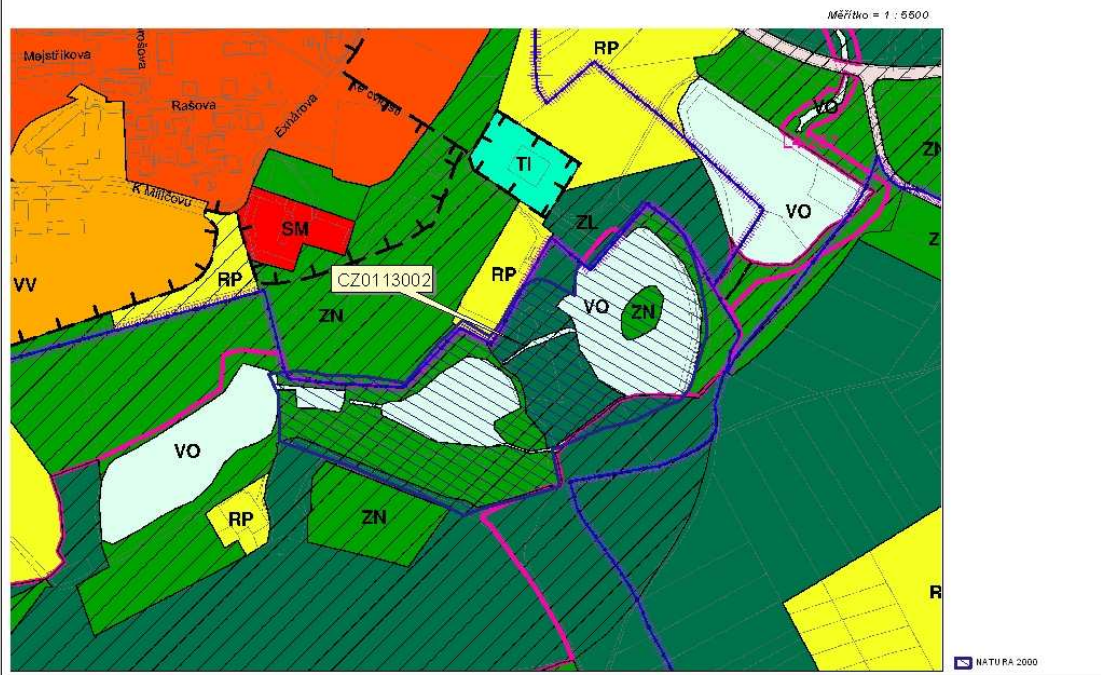 Měřítko = 1 : 5500
RP
Mejstříkova
Rašova
Exnárova
VO
ZN
TI
K Milíčovu
VO
SM
ZL
Z
RP
RP
CZ0113002
VV
VO
ZN
ZN
VO
RP
ZN
R
NATURA 2000